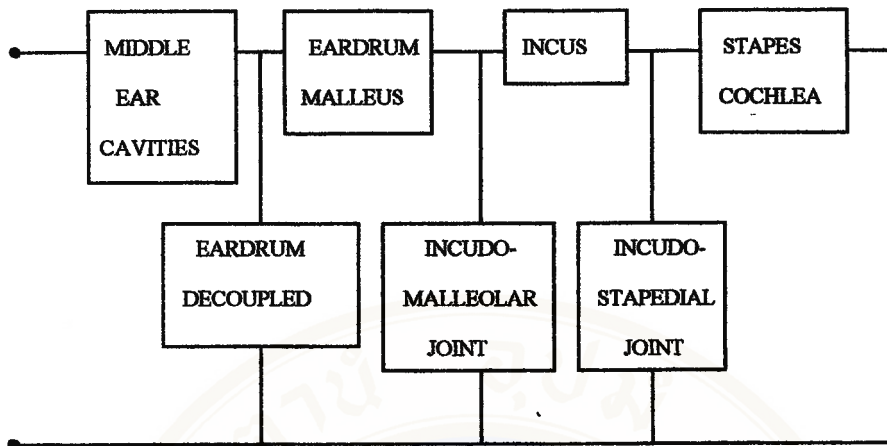 MIDDLE
EAR
CAVITIES
EARDRUM
MALLEUS
INCUS
STAPES
COCHLEA
EARDRUM
DECOUPLED
INCUDO-
MALLEOLAR
JOINT
INCUDO-
STAPEDIAL
JOINT